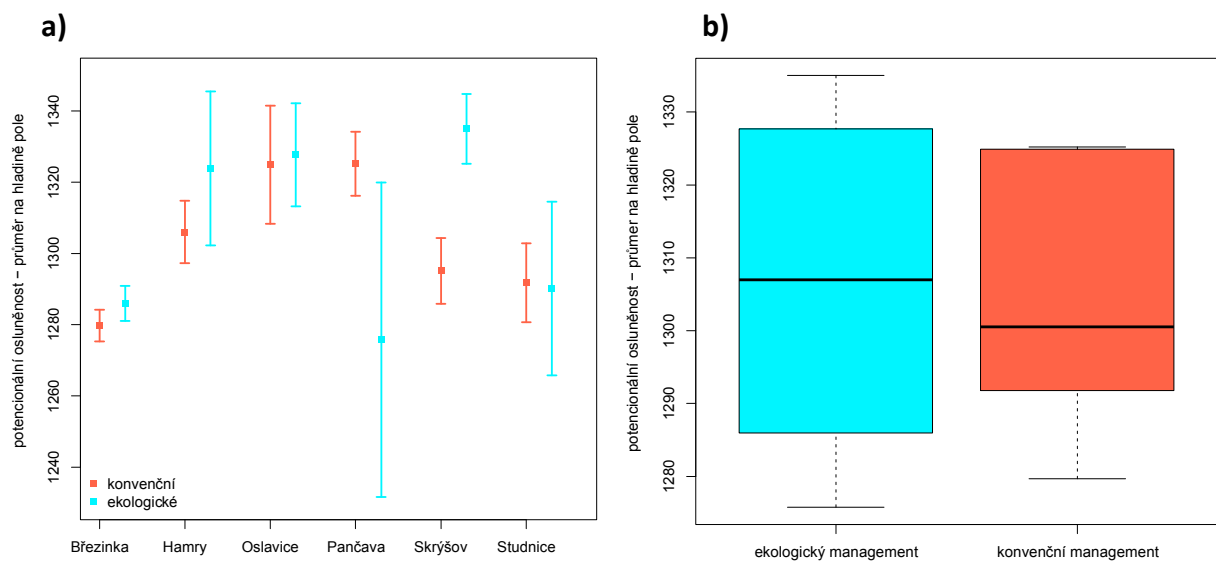 a)
potencionální osluněnost − průměr na hladině pole
1340
1320
1300
1280
1260
1240
konvenční
ekologické
Březinka
Hamry
Oslavice
Pančava
Skrýšov
Studnice
b)
potencionální osluněnost − průmer na hladině pole
1330
1320
1310
1300
1290
1280
ekologický management
konvenční management